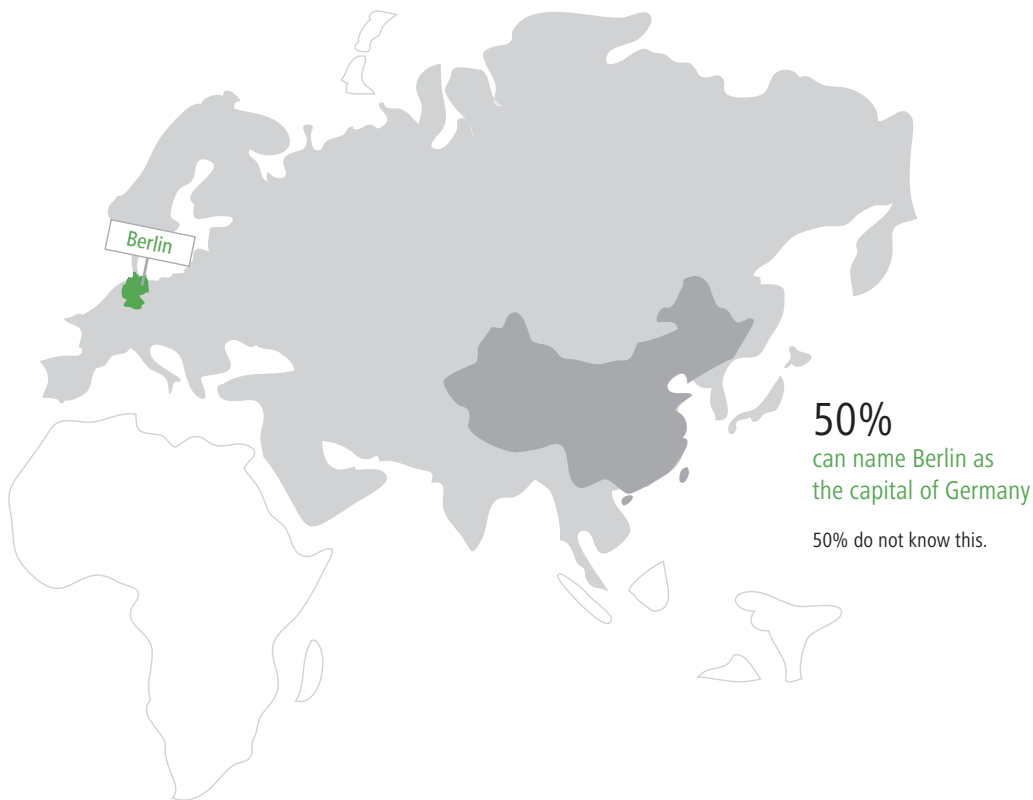 Berlin
50%
can name Berlin as
the capital of Germany
50% do not know this.